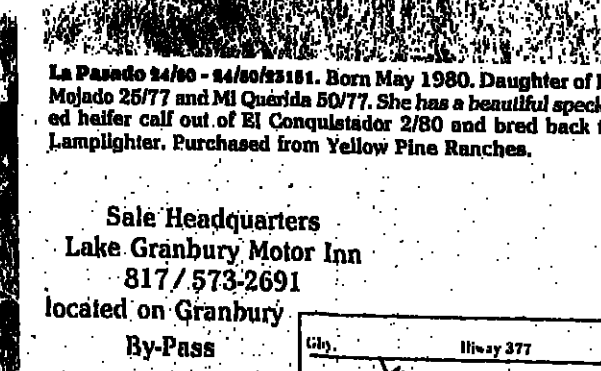 La Pasado 24/80 - 24/80/23151. Born May 1980. Daughter of
Mojado 25/77 and Mi Querida 50/77. She has a beautiful speck-
ed heifer calf out of El Conquistador 2/80 and bred back
Lamplighter. Purchased from Yellow Pine Ranches.
Sale Headquarters
Lake Granbury Motor Inn
817/573-2691
located on Granbury
By-Pass
Hiway 377